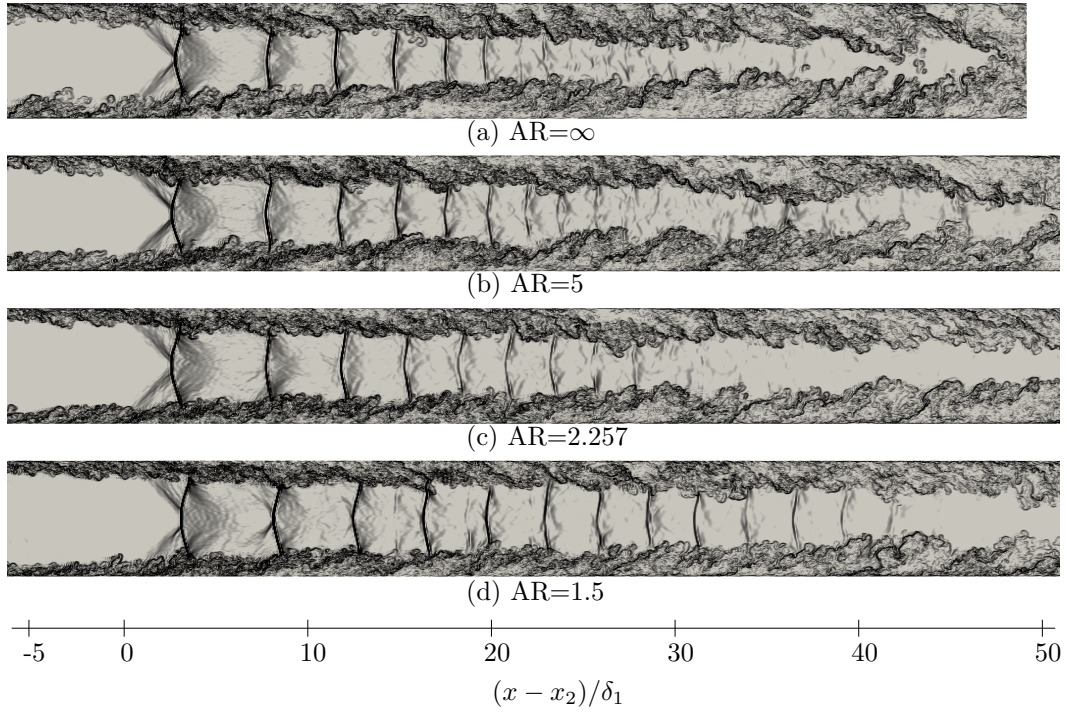 (a) AR=∞
(b) AR=5
(c) AR=2.257
(d) AR=1.5
-5 0 10 20 30 40 50
(x − x₂)/δ₁